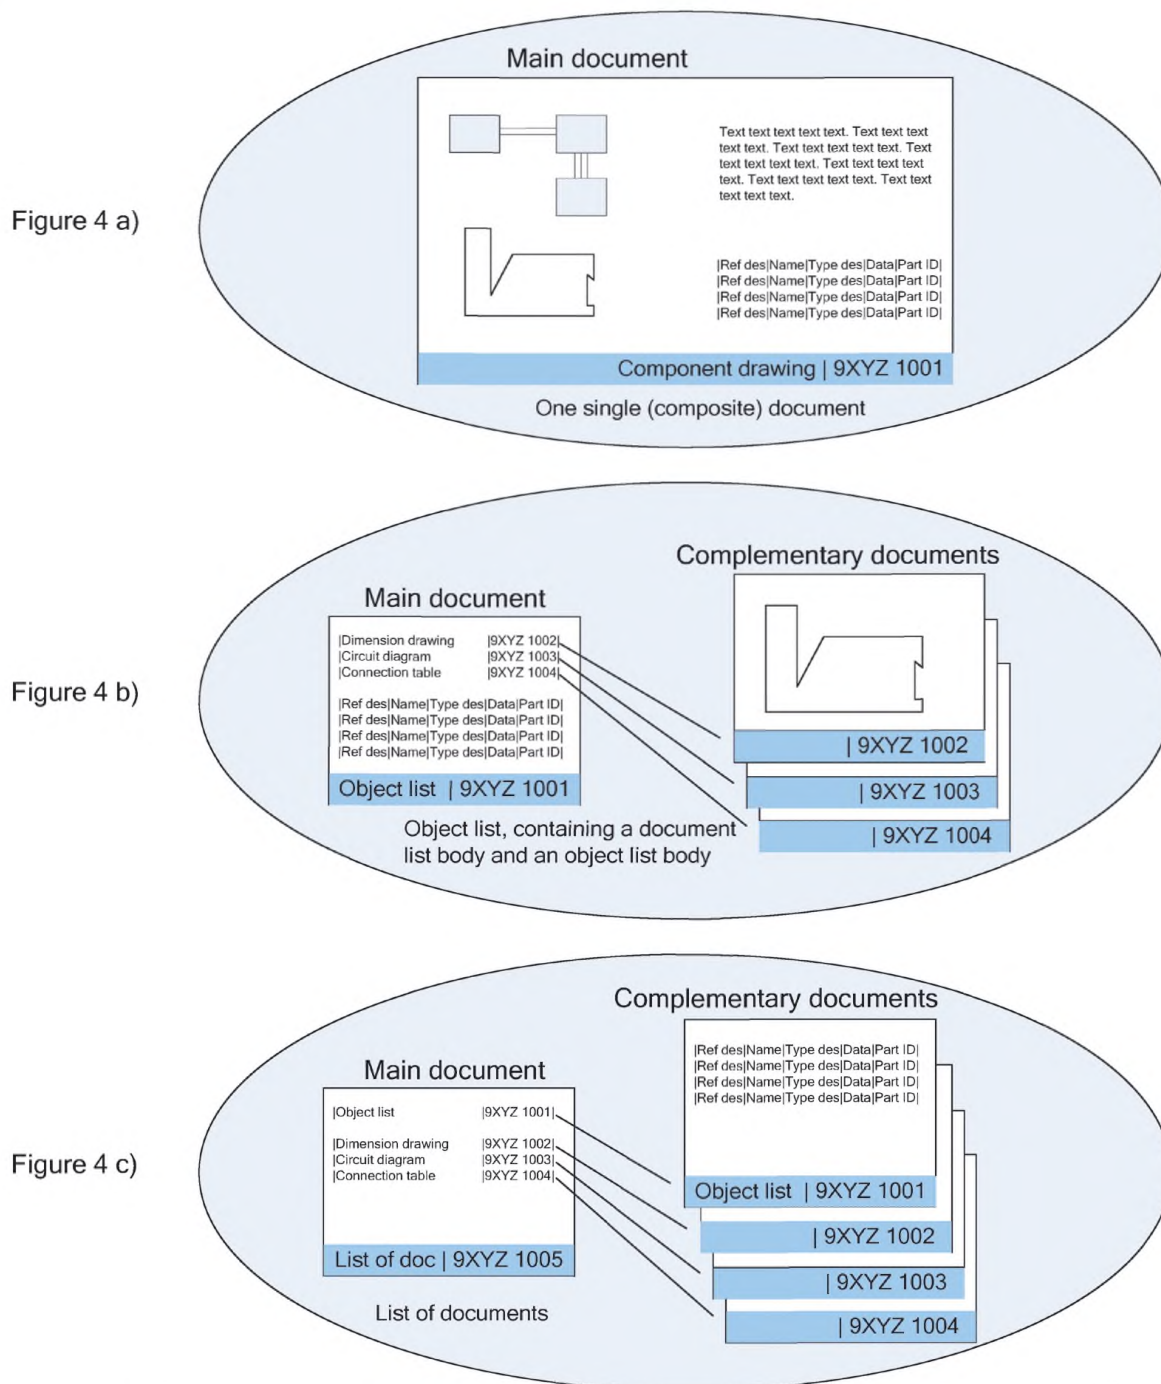 Figure 4 a)
Main document
Text text text text text. Text text text
text text. Text text text text text. Text
text text text text. Text text text text
text. Text text text text text. Text text
text text text.
|Ref des|Name|Type des|Data|Part ID|
|Ref des|Name|Type des|Data|Part ID|
|Ref des|Name|Type des|Data|Part ID|
|Ref des|Name|Type des|Data|Part ID|
Component drawing | 9XYZ 1001
One single (composite) document
Figure 4 b)
Main document
|Dimension drawing |9XYZ 1002|
|Circuit diagram |9XYZ 1003|
|Connection table |9XYZ 1004|
|Ref des|Name|Type des|Data|Part ID|
|Ref des|Name|Type des|Data|Part ID|
|Ref des|Name|Type des|Data|Part ID|
|Ref des|Name|Type des|Data|Part ID|
Object list | 9XYZ 1001
Object list, containing a document
list body and an object list body
Complementary documents
| 9XYZ 1002
| 9XYZ 1003
| 9XYZ 1004
Figure 4 c)
Main document
|Object list |9XYZ 1001|
|Dimension drawing |9XYZ 1002|
|Circuit diagram |9XYZ 1003|
|Connection table |9XYZ 1004|
List of doc | 9XYZ 1005
List of documents
Complementary documents
|Ref des|Name|Type des|Data|Part ID|
|Ref des|Name|Type des|Data|Part ID|
|Ref des|Name|Type des|Data|Part ID|
|Ref des|Name|Type des|Data|Part ID|
Object list | 9XYZ 1001
| 9XYZ 1002
| 9XYZ 1003
| 9XYZ 1004